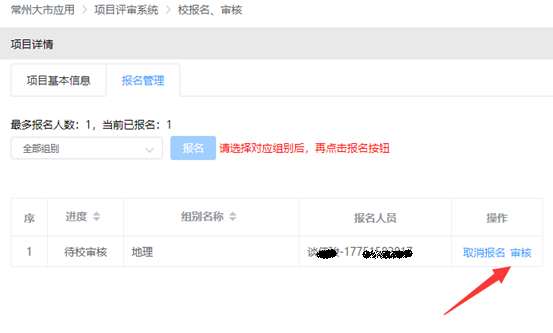 常州大市应用 > 项目评审系统 > 校报名、审核
项目详情
项目基本信息 报名管理
最多报名人数：1，当前已报名：1
全部组别 报名 请选择对应组别后，再点击报名按钮
序 进度 组别名称 报名人员 操作
1 待校审核 地理 取消报名 审核